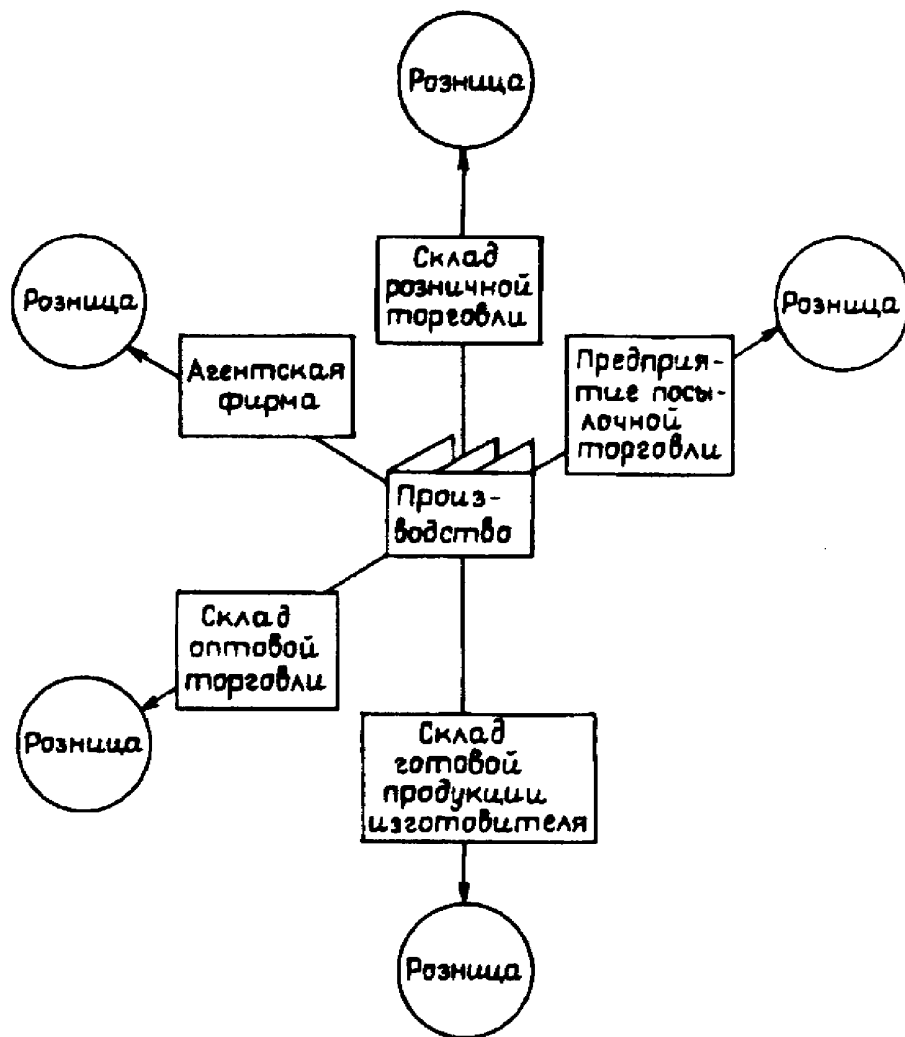 Розница
Склад
розничной
торговли
Розница
Розница
Агентская
фирма
Предприя-
тие посы-
лочной
торговли
Произ-
водство
Склад
оптовой
торговли
Розница
Склад
готовой
продукции
изготовителя
Розница